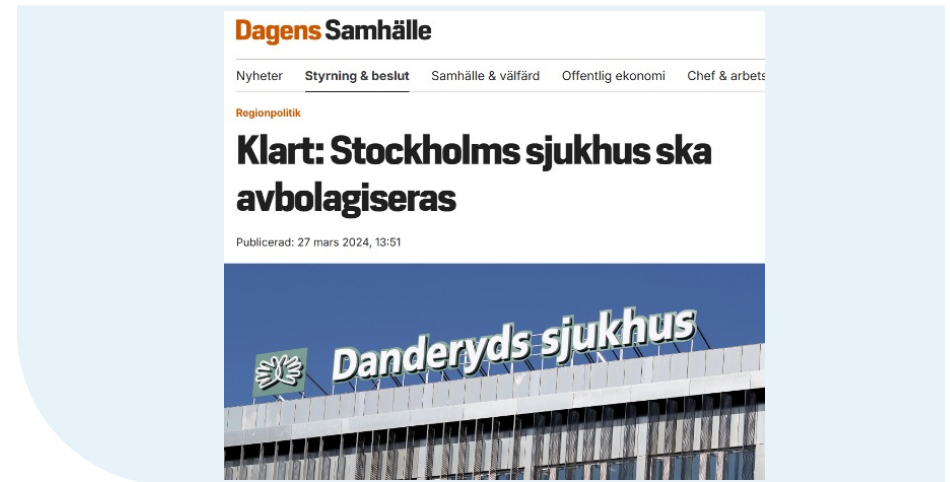 Dagens Samhälle
Nyheter Styrning & beslut Samhälle & välfärd Offentlig ekonomi Chef & arbets
Regionpolitik
Klart: Stockholms sjukhus ska
avbolagiseras
Publicerad: 27 mars 2024, 13:51
Danderyds sjukhus